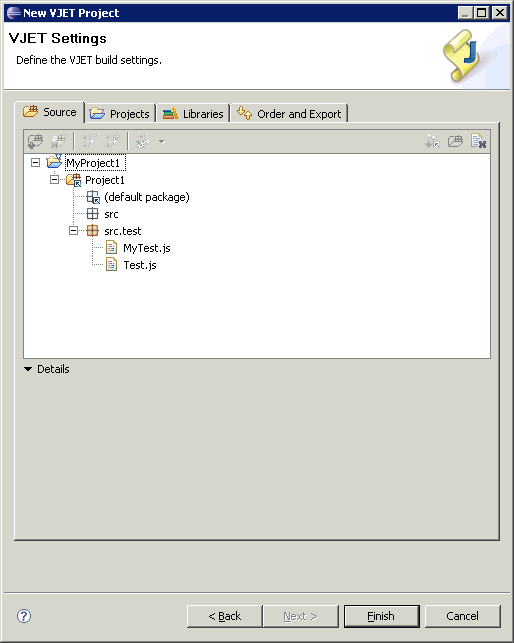 New VJET Project
VJET Settings
Define the VJET build settings.
Source Projects Libraries Order and Export
MyProject1
Project1
(default package)
src
src.test
MyTest.js
Test.js
Details
< Back Next > Finish Cancel